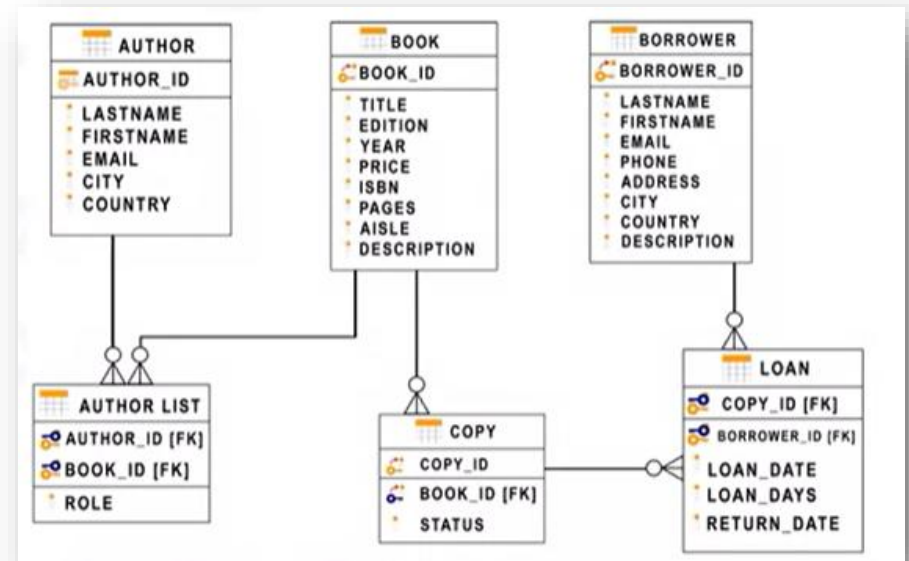 AUTHOR
AUTHOR_ID
LASTNAME
FIRSTNAME
EMAIL
CITY
COUNTRY
BOOK
BOOK_ID
TITLE
EDITION
YEAR
PRICE
ISBN
PAGES
AISLE
DESCRIPTION
BORROWER
BORROWER_ID
LASTNAME
FIRSTNAME
EMAIL
PHONE
ADDRESS
CITY
COUNTRY
DESCRIPTION
AUTHOR LIST
AUTHOR_ID [FK]
BOOK_ID [FK]
ROLE
COPY
COPY_ID
BOOK_ID [FK]
STATUS
LOAN
COPY_ID [FK]
BORROWER_ID [FK]
LOAN_DATE
LOAN_DAYS
RETURN_DATE